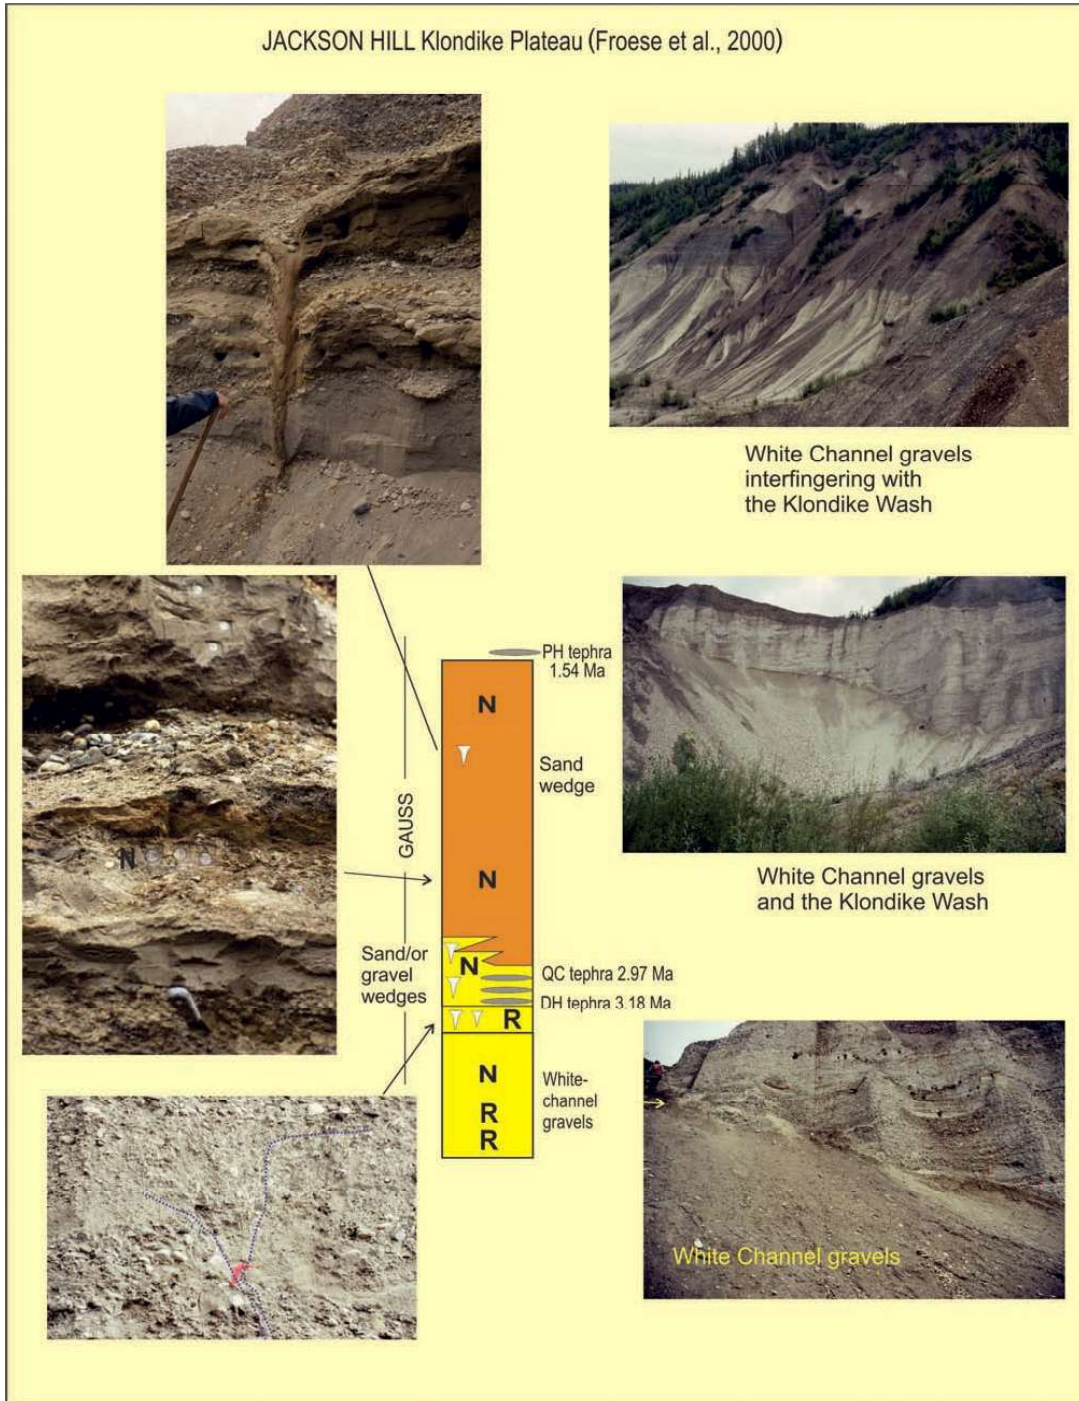 JACKSON HILL Klondike Plateau (Froese et al., 2000)
White Channel gravels
interfingering with
the Klondike Wash
PH tephra
1.54 Ma
N
Sand
wedge
GAUSS
White Channel gravels
and the Klondike Wash
N
N
Sand/or
gravel
wedges
N
QC tephra 2.97 Ma
DH tephra 3.18 Ma
R
N
R
R
White-
channel
gravels
White Channel gravels